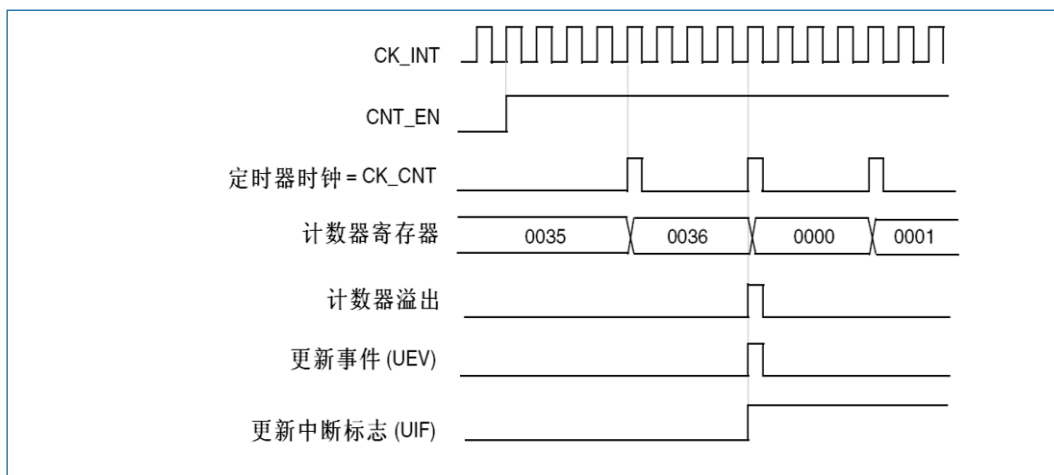 CK_INT
CNT_EN
定时器时钟 = CK_CNT
计数器寄存器 0035 0036 0000 0001
计数器溢出
更新事件 (UEV)
更新中断标志 (UIF)